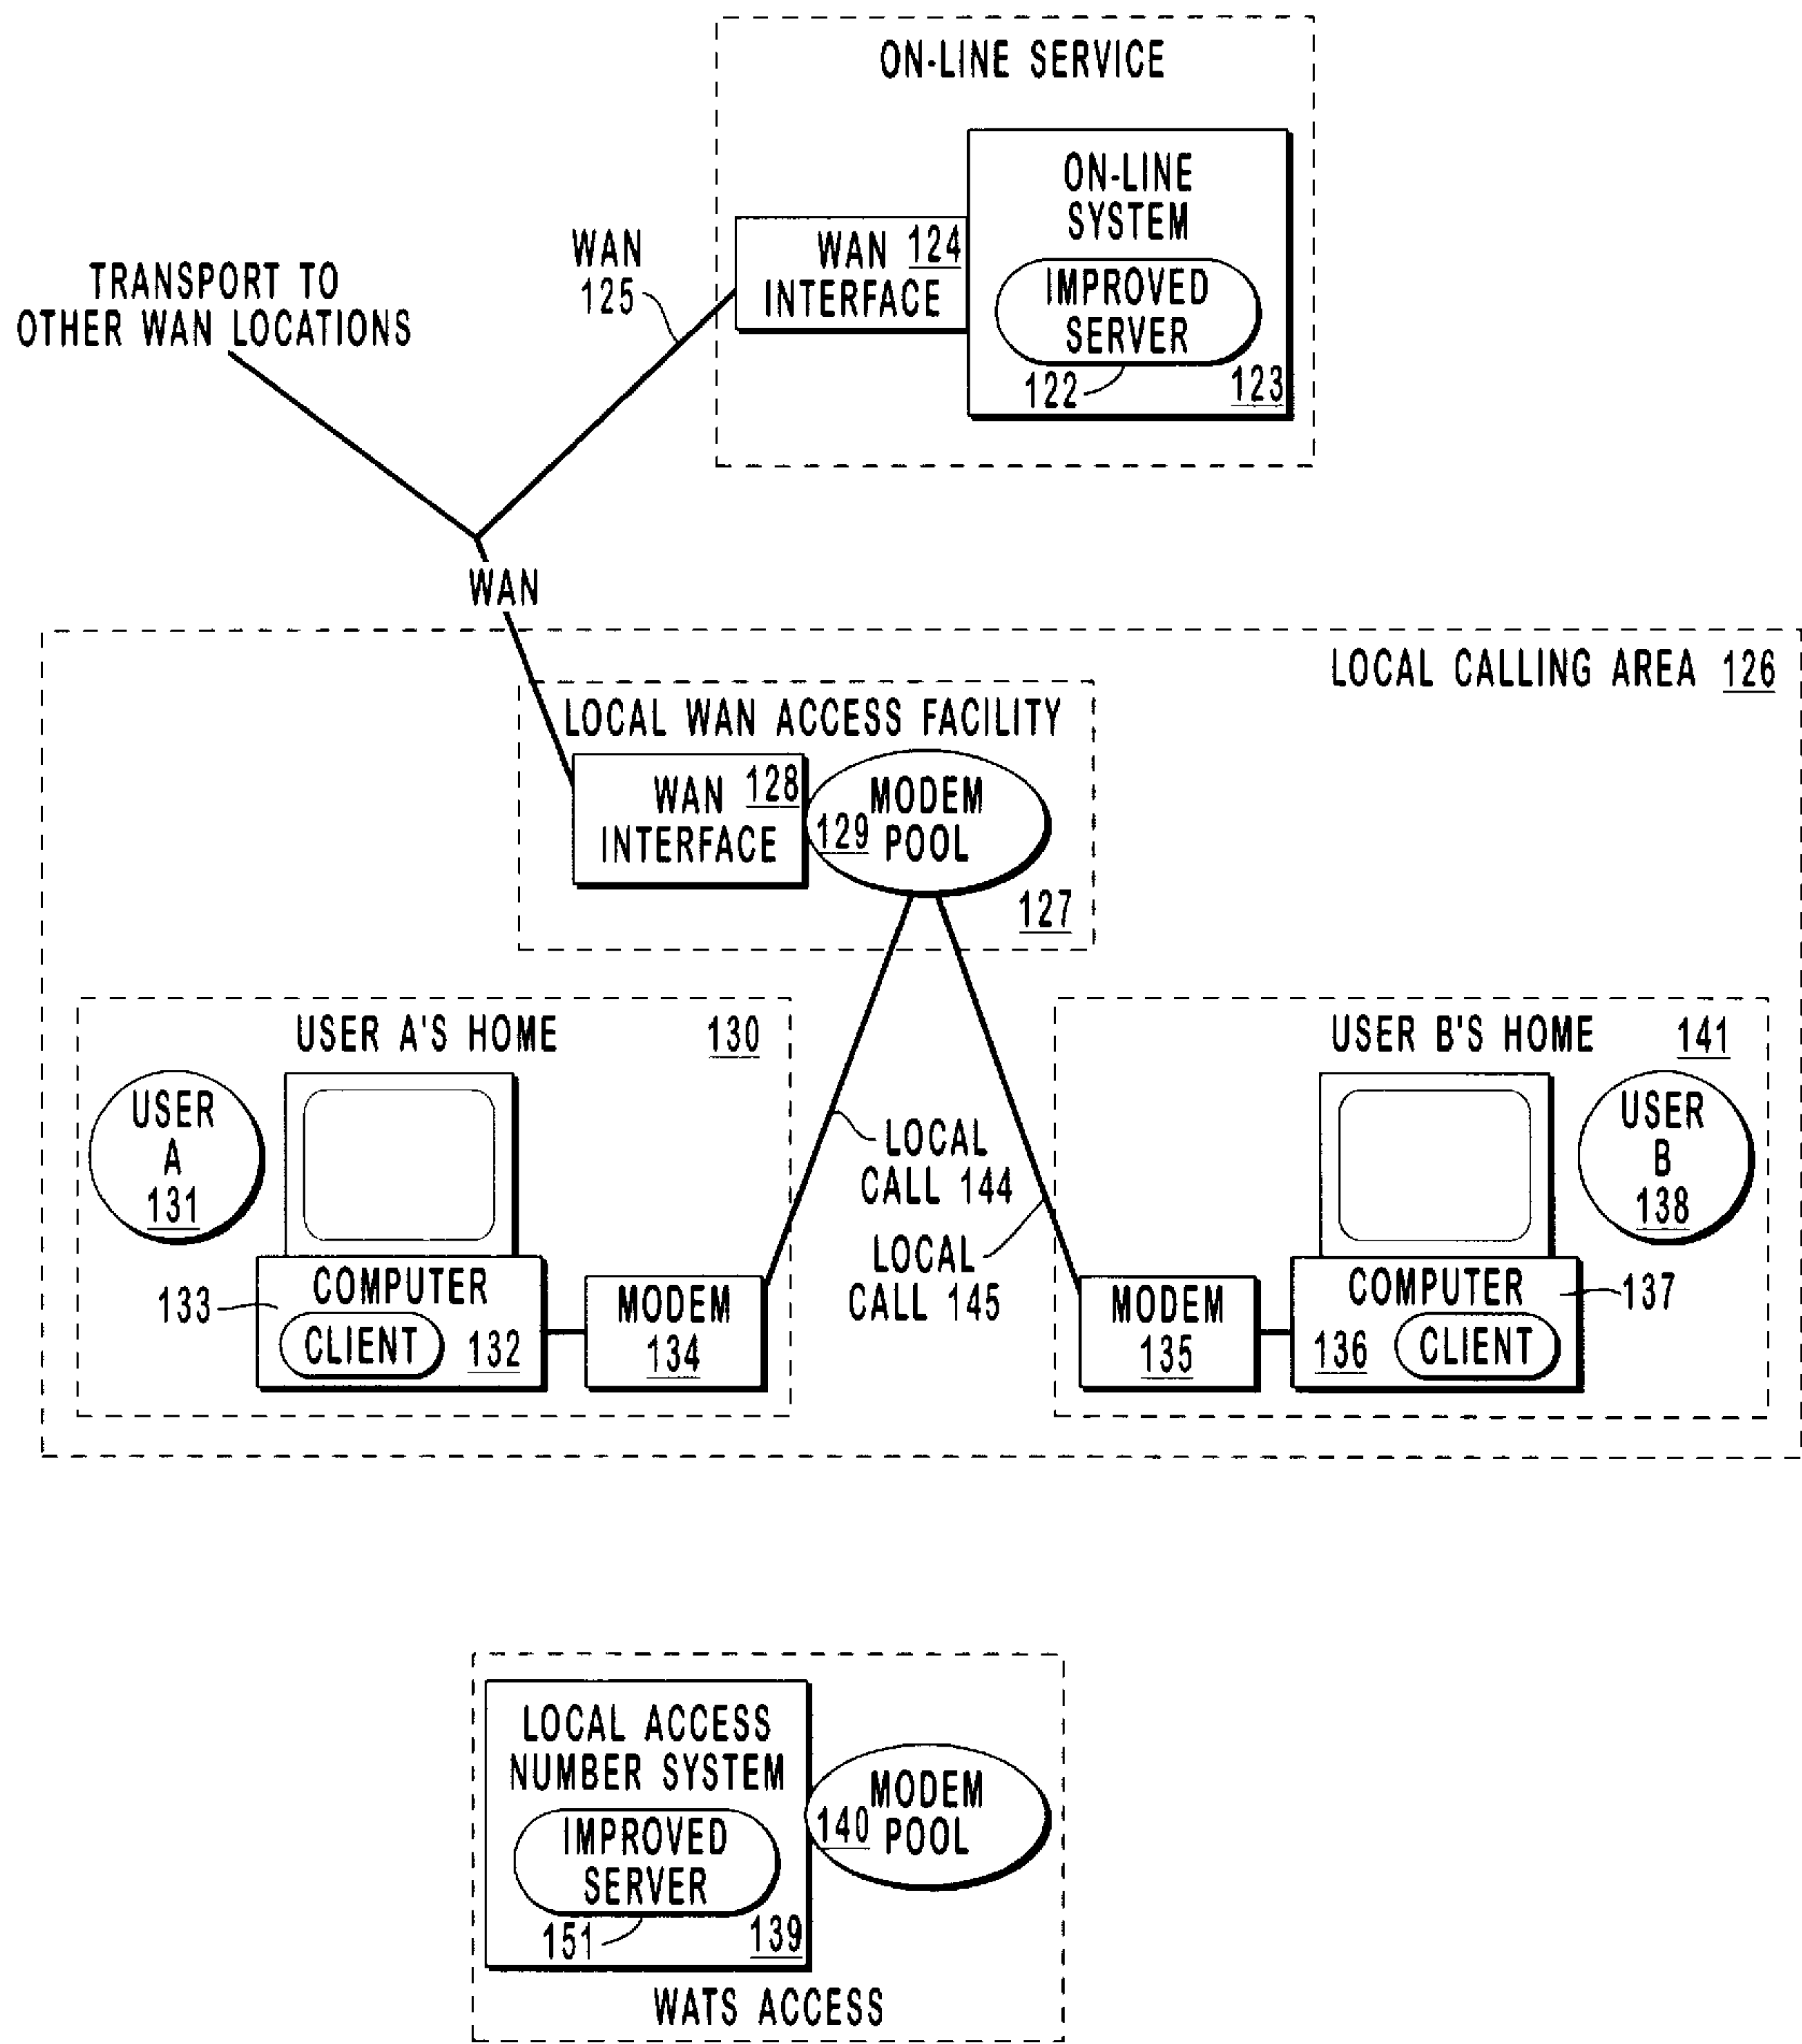 ON-LINE SERVICE
ON-LINE
SYSTEM
WAN 124
INTERFACE
IMPROVED
SERVER
122
123
WAN
125
TRANSPORT TO
OTHER WAN LOCATIONS
WAN
LOCAL CALLING AREA 126
LOCAL WAN ACCESS FACILITY
WAN 128
INTERFACE
MODEM
129 POOL
127
USER A'S HOME 130
USER
A
131
COMPUTER
133
CLIENT 132
MODEM
134
LOCAL
CALL 144
LOCAL
CALL 145
USER B'S HOME 141
USER
B
138
MODEM
135
COMPUTER
137
136 CLIENT
LOCAL ACCESS
NUMBER SYSTEM
IMPROVED
SERVER
151
139
MODEM
140 POOL
WATS ACCESS